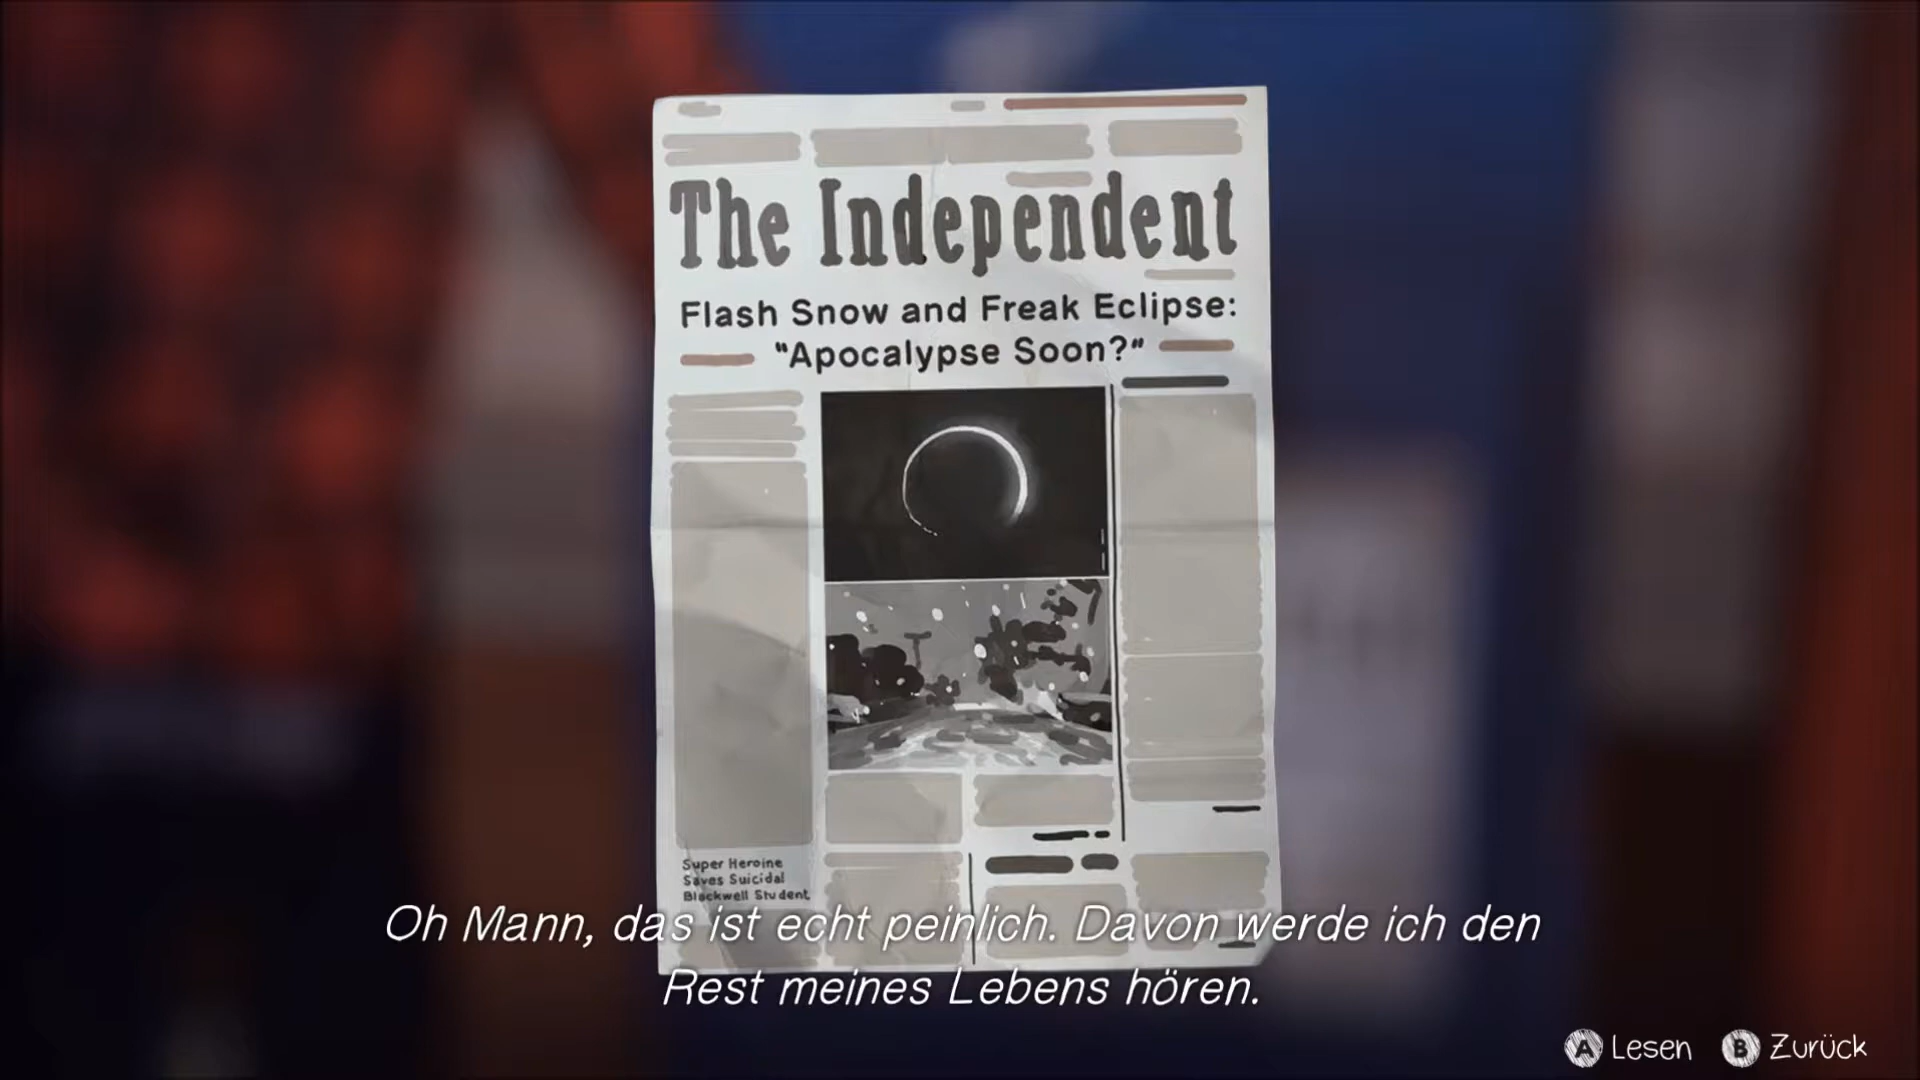 The Independent
Flash Snow and Freak Eclipse:
"Apocalypse Soon?"
Super Heroine
Saves Suicidal
Blackwell Student
Oh Mann, das ist echt peinlich. Davon werde ich den
Rest meines Lebens hören.
A Lesen B Zurück